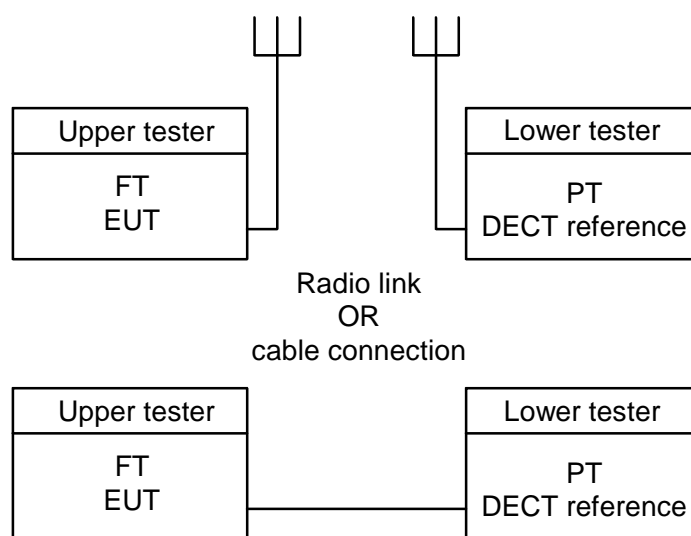 Upper tester
FT
EUT
Lower tester
PT
DECT reference
Radio link
OR
cable connection
Upper tester
FT
EUT
Lower tester
PT
DECT reference